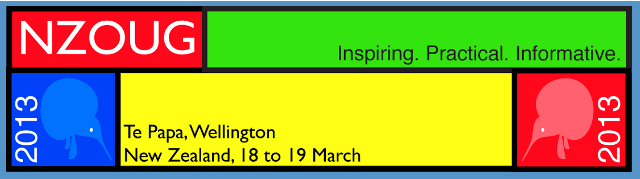 NZOUG
Inspiring. Practical. Informative.
2013
Te Papa, Wellington
New Zealand, 18 to 19 March
2013